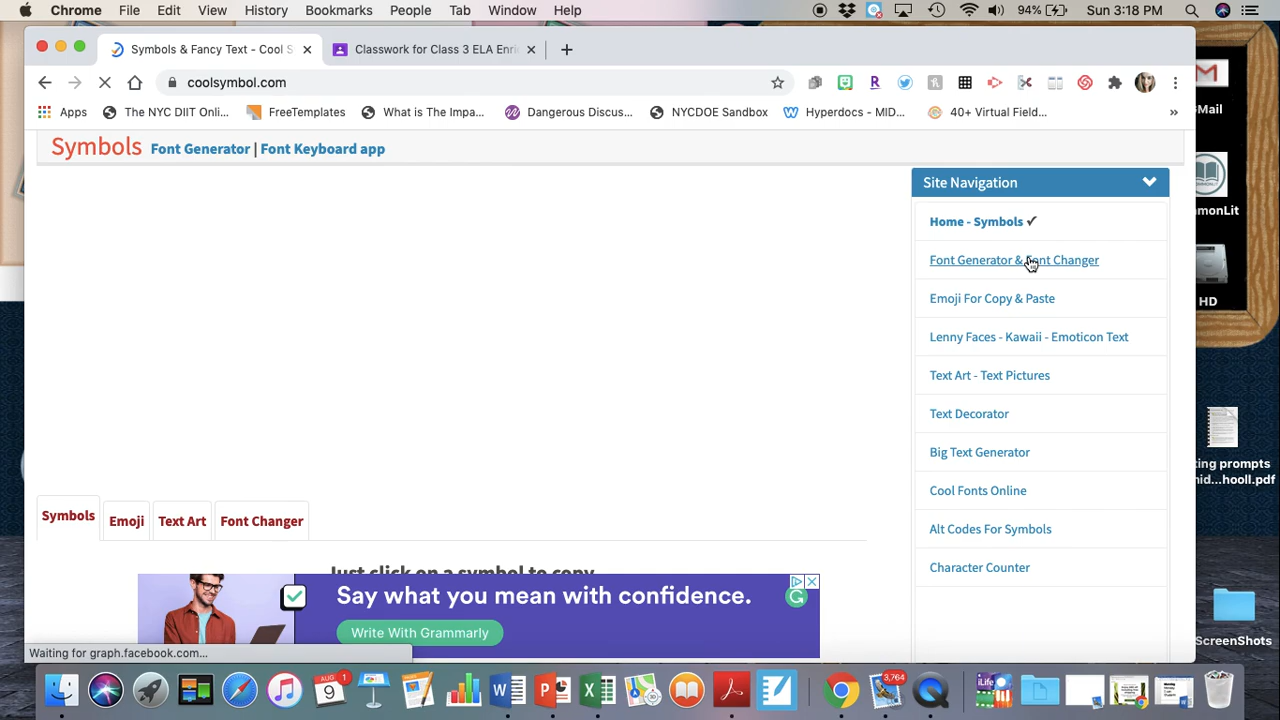 Chrome File Edit View History Bookmarks People Tab Window Help 94% Sun 3:18 PM
Symbols & Fancy Text - Cool S Classwork for Class 3 ELA Enri
coolsymbol.com
Apps The NYC DIIT Onli... FreeTemplates What is The Impa... Dangerous Discus... NYCDOE Sandbox Hyperdocs - MID... 40+ Virtual Field... »
Symbols Font Generator | Font Keyboard app
Site Navigation
Home - Symbols ✔
Font Generator & Font Changer
Emoji For Copy & Paste
Lenny Faces - Kawaii - Emoticon Text
Text Art - Text Pictures
Text Decorator
Big Text Generator
Cool Fonts Online
Alt Codes For Symbols
Character Counter
Symbols Emoji Text Art Font Changer
Just click on a symbol to copy
Say what you mean with confidence.
Write With Grammarly
Waiting for graph.facebook.com...
HD
ScreenShots
AUG 9
1
3,764